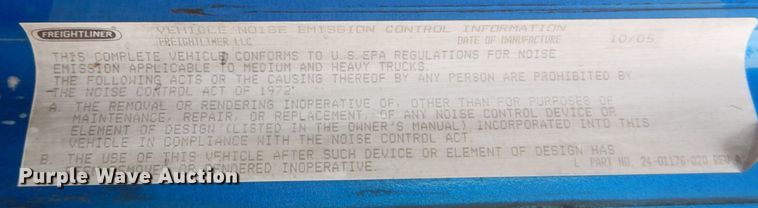 FREIGHTLINER VEHICLE NOISE EMISSION CONTROL INFORMATION
FREIGHTLINER LLC DATE OF MANUFACTURE 10/05
THIS COMPLETE VEHICLE CONFORMS TO U.S.EPA REGULATIONS FOR NOISE
EMISSION APPLICABLE TO MEDIUM AND HEAVY TRUCKS.
THE FOLLOWING ACTS OR THE CAUSING THEREOF BY ANY PERSON ARE PROHIBITED BY
THE NOISE CONTROL ACT OF 1972:
A. THE REMOVAL OR RENDERING INOPERATIVE OF, OTHER THAN FOR PURPOSES OF
MAINTENANCE, REPAIR, OR REPLACEMENT, OF ANY NOISE CONTROL DEVICE OR
ELEMENT OF DESIGN (LISTED IN THE OWNER'S MANUAL) INCORPORATED INTO THIS
VEHICLE IN COMPLIANCE WITH THE NOISE CONTROL ACT
B. THE USE OF THIS VEHICLE AFTER SUCH DEVICE OR ELEMENT OF DESIGN HAS
OR RENDERED INOPERATIVE. PART NO. 24-01176-020 REV A
Purple Wave Auction